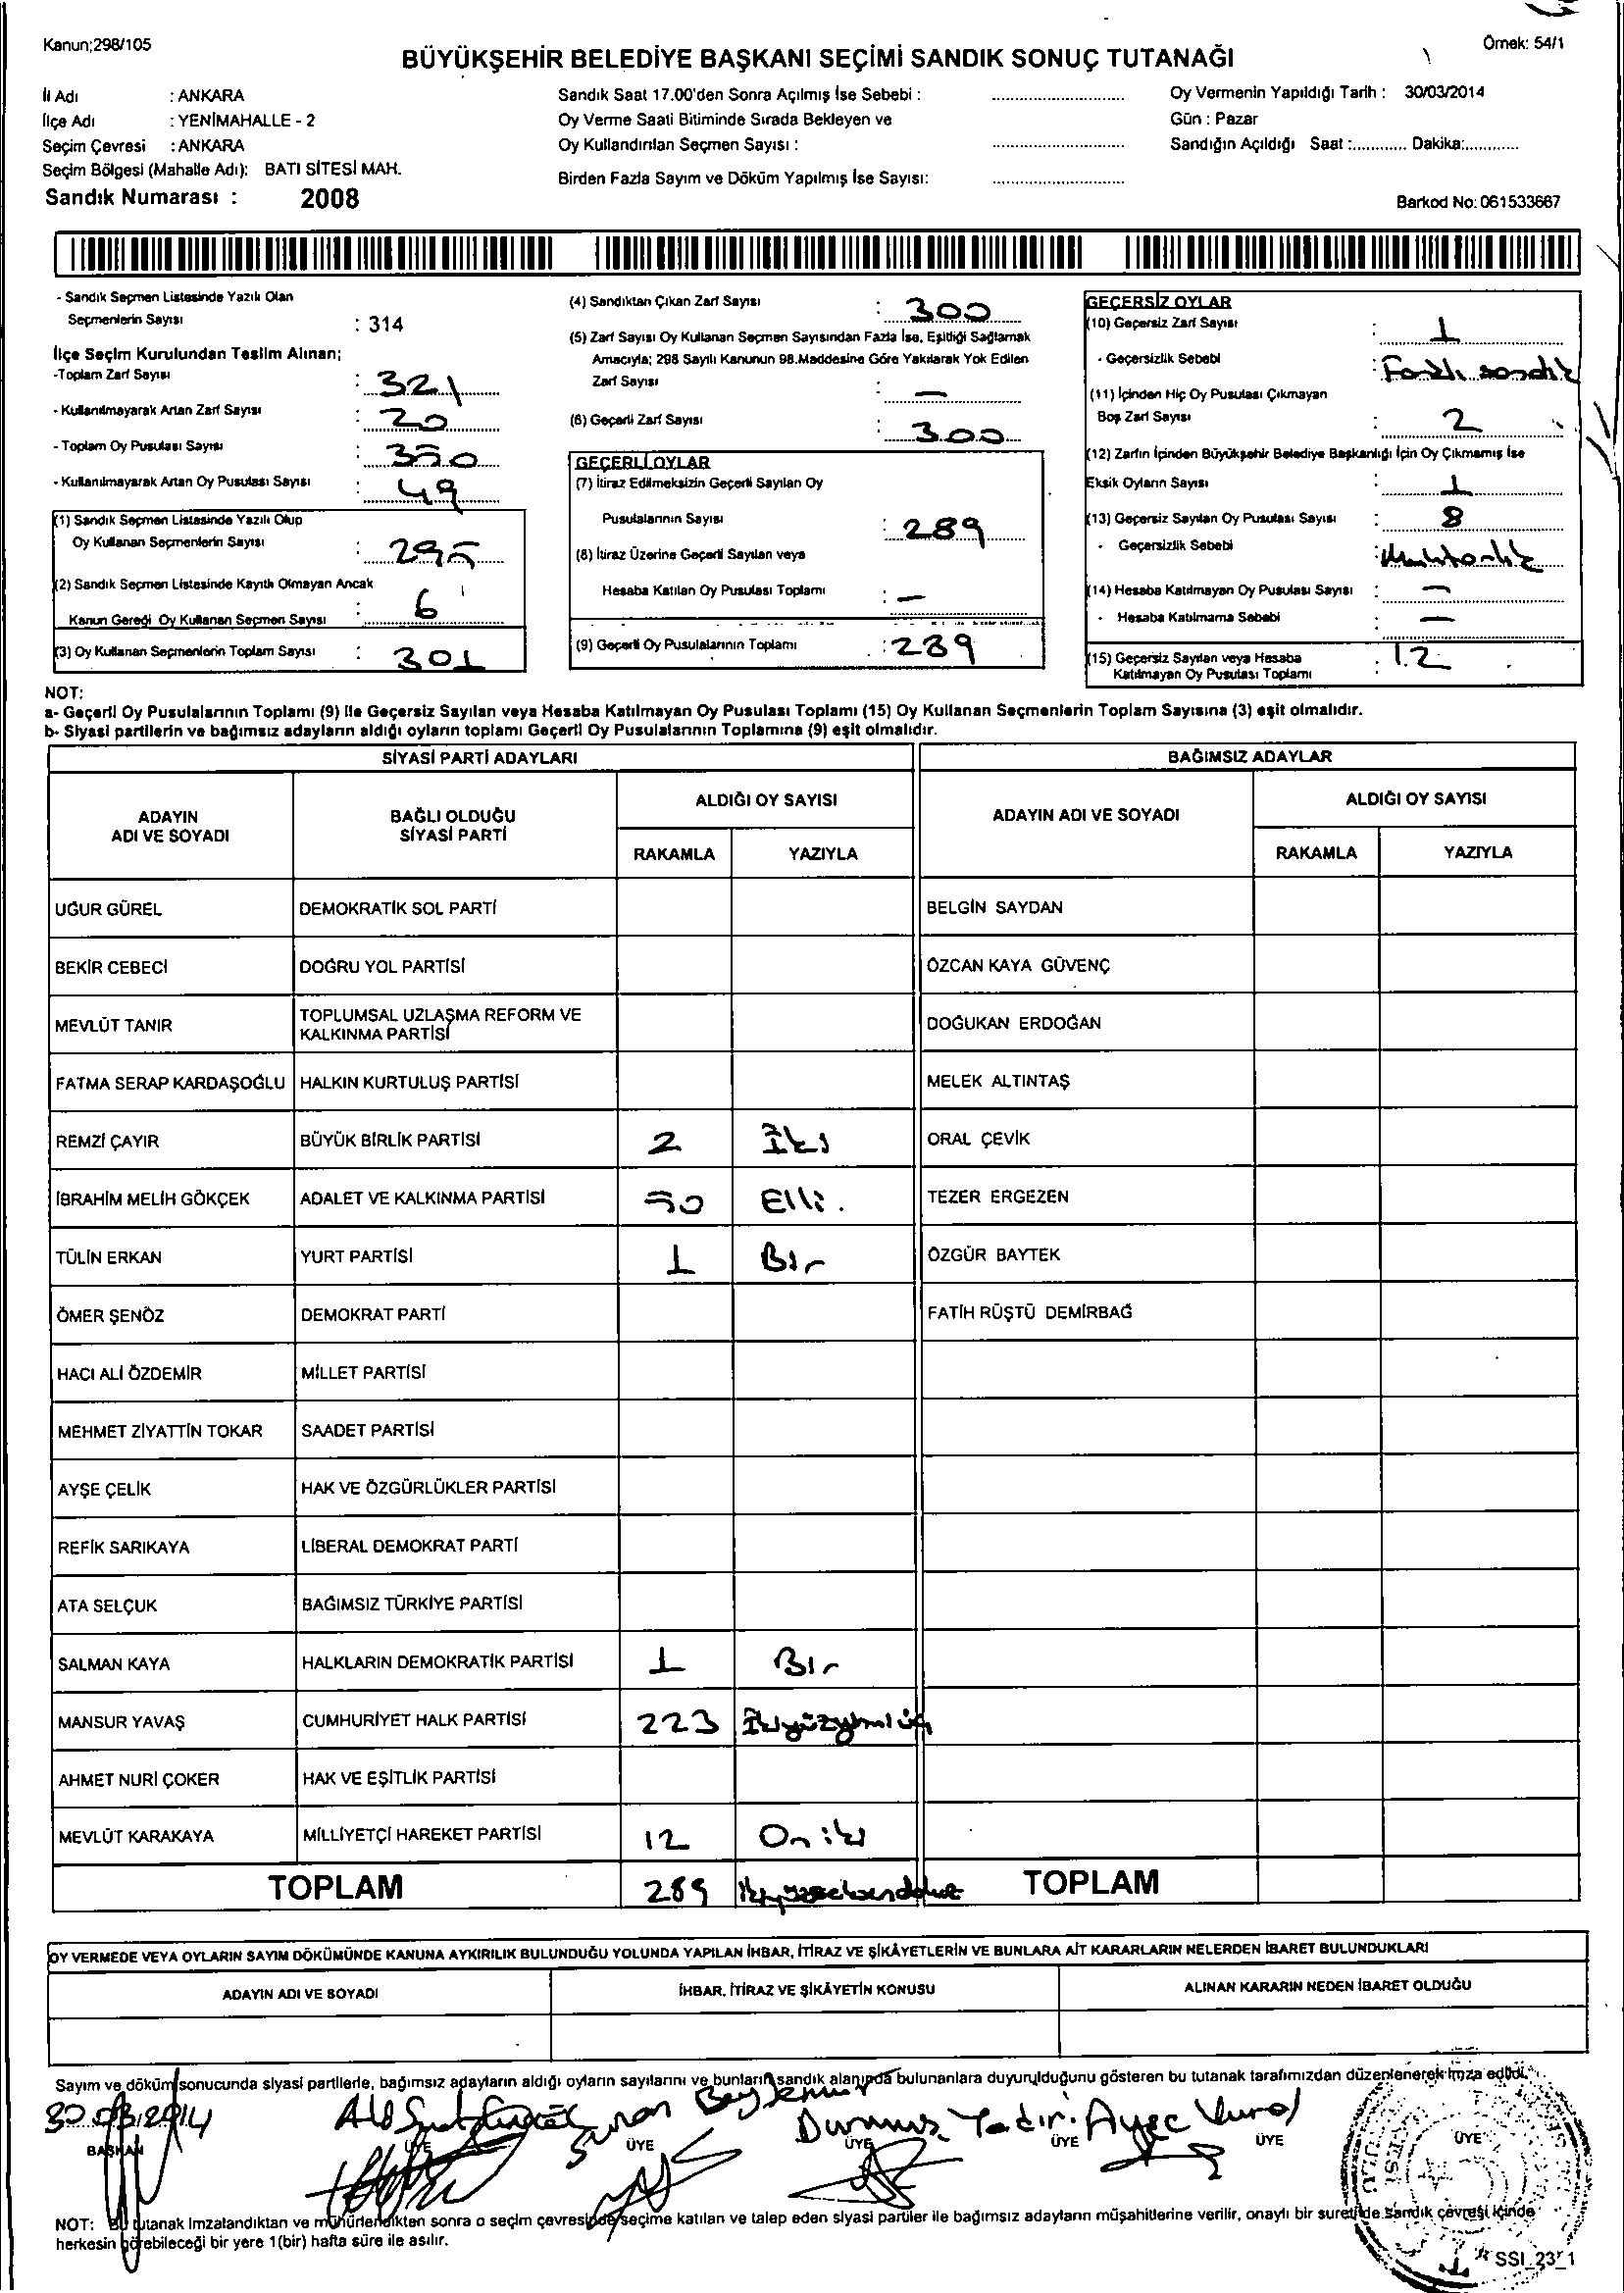 Kanun;298/105
Örnek: 54/1
BÜYÜKŞEHİR BELEDİYE BAŞKANI SEÇİMİ SANDIK SONUÇ TUTANAĞI
İl Adı : ANKARA
İlçe Adı : YENİMAHALLE - 2
Seçim Çevresi : ANKARA
Seçim Bölgesi (Mahalle Adı): BATI SİTESİ MAH.
Sandık Numarası : 2008
Sandık Saat 17.00'den Sonra Açılmış İse Sebebi :
Oy Verme Saati Bitiminde Sırada Bekleyen ve
Oy Kullandırılan Seçmen Sayısı :
Birden Fazla Sayım ve Döküm Yapılmış İse Sayısı:
Oy Vermenin Yapıldığı Tarih : 30/03/2014
Gün : Pazar
Sandığın Açıldığı Saat :............ Dakika:............
Barkod No: 061533667
- Sandık Seçmen Listesinde Yazılı Olan
Seçmenlerin Sayısı : 314
İlçe Seçim Kurulundan Teslim Alınan;
-Toplam Zarf Sayısı : 321
- Kullanılmayarak Artan Zarf Sayısı : 20
- Toplam Oy Pusulası Sayısı : 350
- Kullanılmayarak Artan Oy Pusulası Sayısı : 49
(1) Sandık Seçmen Listesinde Yazılı Olup
Oy Kullanan Seçmenlerin Sayısı : 295
(2) Sandık Seçmen Listesinde Kayıtlı Olmayan Ancak
Kanun Gereği Oy Kullanan Seçmen Sayısı : 6
(3) Oy Kullanan Seçmenlerin Toplam Sayısı : 301
(4) Sandıktan Çıkan Zarf Sayısı : 300
(5) Zarf Sayısı Oy Kullanan Seçmen Sayısından Fazla İse, Eşitliği Sağlamak
Amacıyla; 298 Sayılı Kanunun 98.Maddesine Göre Yakılarak Yok Edilen
Zarf Sayısı : —
(6) Geçerli Zarf Sayısı : 300
GEÇERLİ OYLAR
(7) İtiraz Edilmeksizin Geçerli Sayılan Oy
Pusulalarının Sayısı : 289
(8) İtiraz Üzerine Geçerli Sayılan veya
Hesaba Katılan Oy Pusulası Toplamı : —
(9) Geçerli Oy Pusulalarının Toplamı : 289
GEÇERSİZ OYLAR
(10) Geçersiz Zarf Sayısı : 1
- Geçersizlik Sebebi : Farklı sandık
(11) İçinden Hiç Oy Pusulası Çıkmayan
Boş Zarf Sayısı : 2
(12) Zarfın İçinden Büyükşehir Belediye Başkanlığı İçin Oy Çıkmamış İse
Eksik Oyların Sayısı : 1
(13) Geçersiz Sayılan Oy Pusulası Sayısı : 8
- Geçersizlik Sebebi : Muhtarlık
(14) Hesaba Katılmayan Oy Pusulası Sayısı : —
- Hesaba Katılmama Sebebi : —
(15) Geçersiz Sayılan veya Hesaba
Katılmayan Oy Pusulası Toplamı : 12
NOT:
a- Geçerli Oy Pusulalarının Toplamı (9) İle Geçersiz Sayılan veya Hesaba Katılmayan Oy Pusulası Toplamı (15) Oy Kullanan Seçmenlerin Toplam Sayısına (3) eşit olmalıdır.
b- Siyasi partilerin ve bağımsız adayların aldığı oyların toplamı Geçerli Oy Pusulalarının Toplamına (9) eşit olmalıdır.
SİYASİ PARTİ ADAYLARI BAĞIMSIZ ADAYLAR
ADAYIN ADI VE SOYADI BAĞLI OLDUĞU SİYASİ PARTİ ALDIĞI OY SAYISI ADAYIN ADI VE SOYADI ALDIĞI OY SAYISI
RAKAMLA YAZIYLA RAKAMLA YAZIYLA
UĞUR GÜREL DEMOKRATİK SOL PARTİ BELGİN SAYDAN
BEKİR CEBECİ DOĞRU YOL PARTİSİ ÖZCAN KAYA GÜVENÇ
MEVLÜT TANIR TOPLUMSAL UZLAŞMA REFORM VE KALKINMA PARTİSİ DOĞUKAN ERDOĞAN
FATMA SERAP KARDAŞOĞLU HALKIN KURTULUŞ PARTİSİ MELEK ALTINTAŞ
REMZİ ÇAYIR BÜYÜK BİRLİK PARTİSİ 2 İki ORAL ÇEVİK
İBRAHİM MELİH GÖKÇEK ADALET VE KALKINMA PARTİSİ 50 Elli. TEZER ERGEZEN
TÜLİN ERKAN YURT PARTİSİ 1 Bir ÖZGÜR BAYTEK
ÖMER ŞENÖZ DEMOKRAT PARTİ FATİH RÜŞTÜ DEMİRBAĞ
HACI ALİ ÖZDEMİR MİLLET PARTİSİ
MEHMET ZİYATTİN TOKAR SAADET PARTİSİ
AYŞE ÇELİK HAK VE ÖZGÜRLÜKLER PARTİSİ
REFİK SARIKAYA LİBERAL DEMOKRAT PARTİ
ATA SELÇUK BAĞIMSIZ TÜRKİYE PARTİSİ
SALMAN KAYA HALKLARIN DEMOKRATİK PARTİSİ 1 Bir
MANSUR YAVAŞ CUMHURİYET HALK PARTİSİ 223 İkiyüzyirmiüç
AHMET NURİ ÇOKER HAK VE EŞİTLİK PARTİSİ
MEVLÜT KARAKAYA MİLLİYETÇİ HAREKET PARTİSİ 12 Oniki
TOPLAM 289 İkiyüzseksendokuz TOPLAM
OY VERMEDE VEYA OYLARIN SAYIM DÖKÜMÜNDE KANUNA AYKIRILIK BULUNDUĞU YOLUNDA YAPILAN İHBAR, İTİRAZ VE ŞİKÂYETLERİN VE BUNLARA AİT KARARLARIN NELERDEN İBARET BULUNDUKLARI
ADAYIN ADI VE SOYADI İHBAR, İTİRAZ VE ŞİKÂYETİN KONUSU ALINAN KARARIN NEDEN İBARET OLDUĞU
Sayım ve döküm sonucunda siyasi partilerle, bağımsız adayların aldığı oyların sayılarını ve bunların sandık alanında bulunanlara duyurulduğunu gösteren bu tutanak tarafımızdan düzenlenerek imza edildi.
30.03.2014 Durmuş Yadır. Ayşe Vural
BAŞKAN ÜYE ÜYE ÜYE ÜYE ÜYE ÜYE
NOT: Bu tutanak İmzalandıktan ve mühürlendikten sonra o seçim çevresinde seçime katılan ve talep eden siyasi partiler ile bağımsız adayların müşahitlerine verilir, onaylı bir suretide sandık çevresi içinde
herkesin görebileceği bir yere 1(bir) hafta süre ile asılır.
SSI_23_1